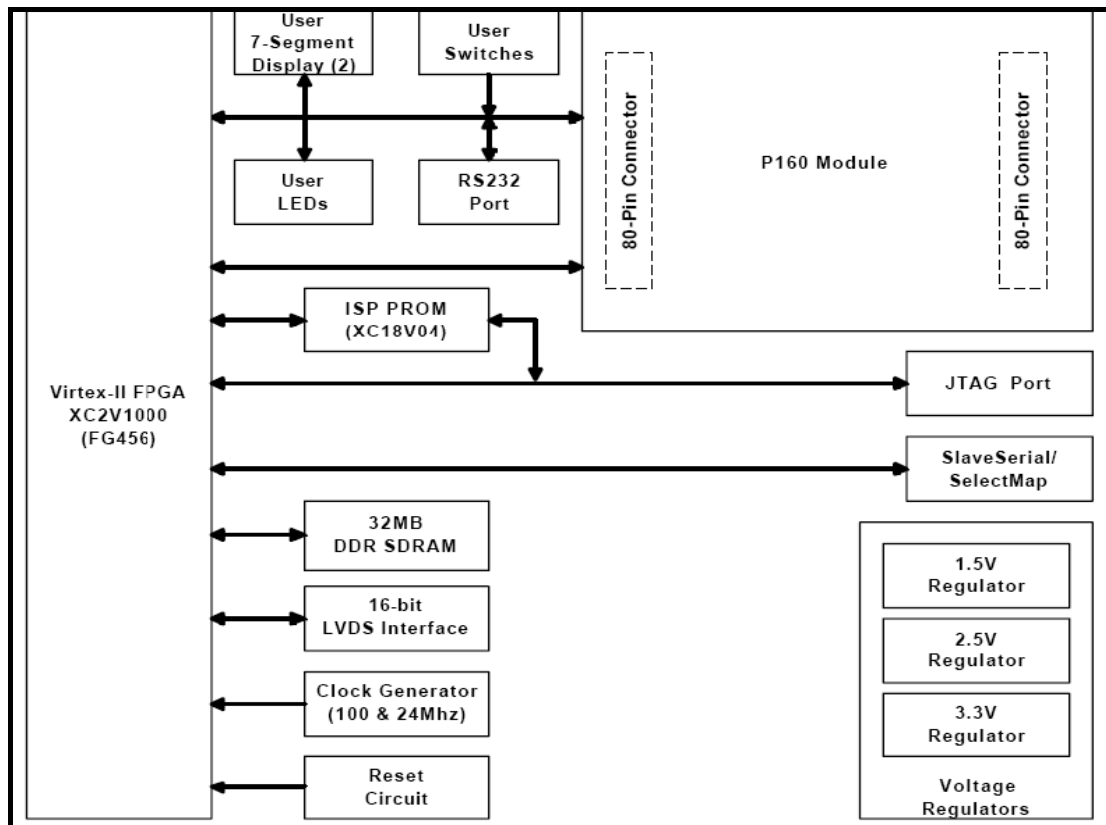 User
7-Segment
Display (2)
User
Switches
User
LEDs
RS232
Port
80-Pin Connector
P160 Module
80-Pin Connector
ISP PROM
(XC18V04)
Virtex-II FPGA
XC2V1000
(FG456)
JTAG Port
SlaveSerial/
SelectMap
32MB
DDR SDRAM
16-bit
LVDS Interface
Clock Generator
(100 & 24Mhz)
Reset
Circuit
1.5V
Regulator
2.5V
Regulator
3.3V
Regulator
Voltage
Regulators